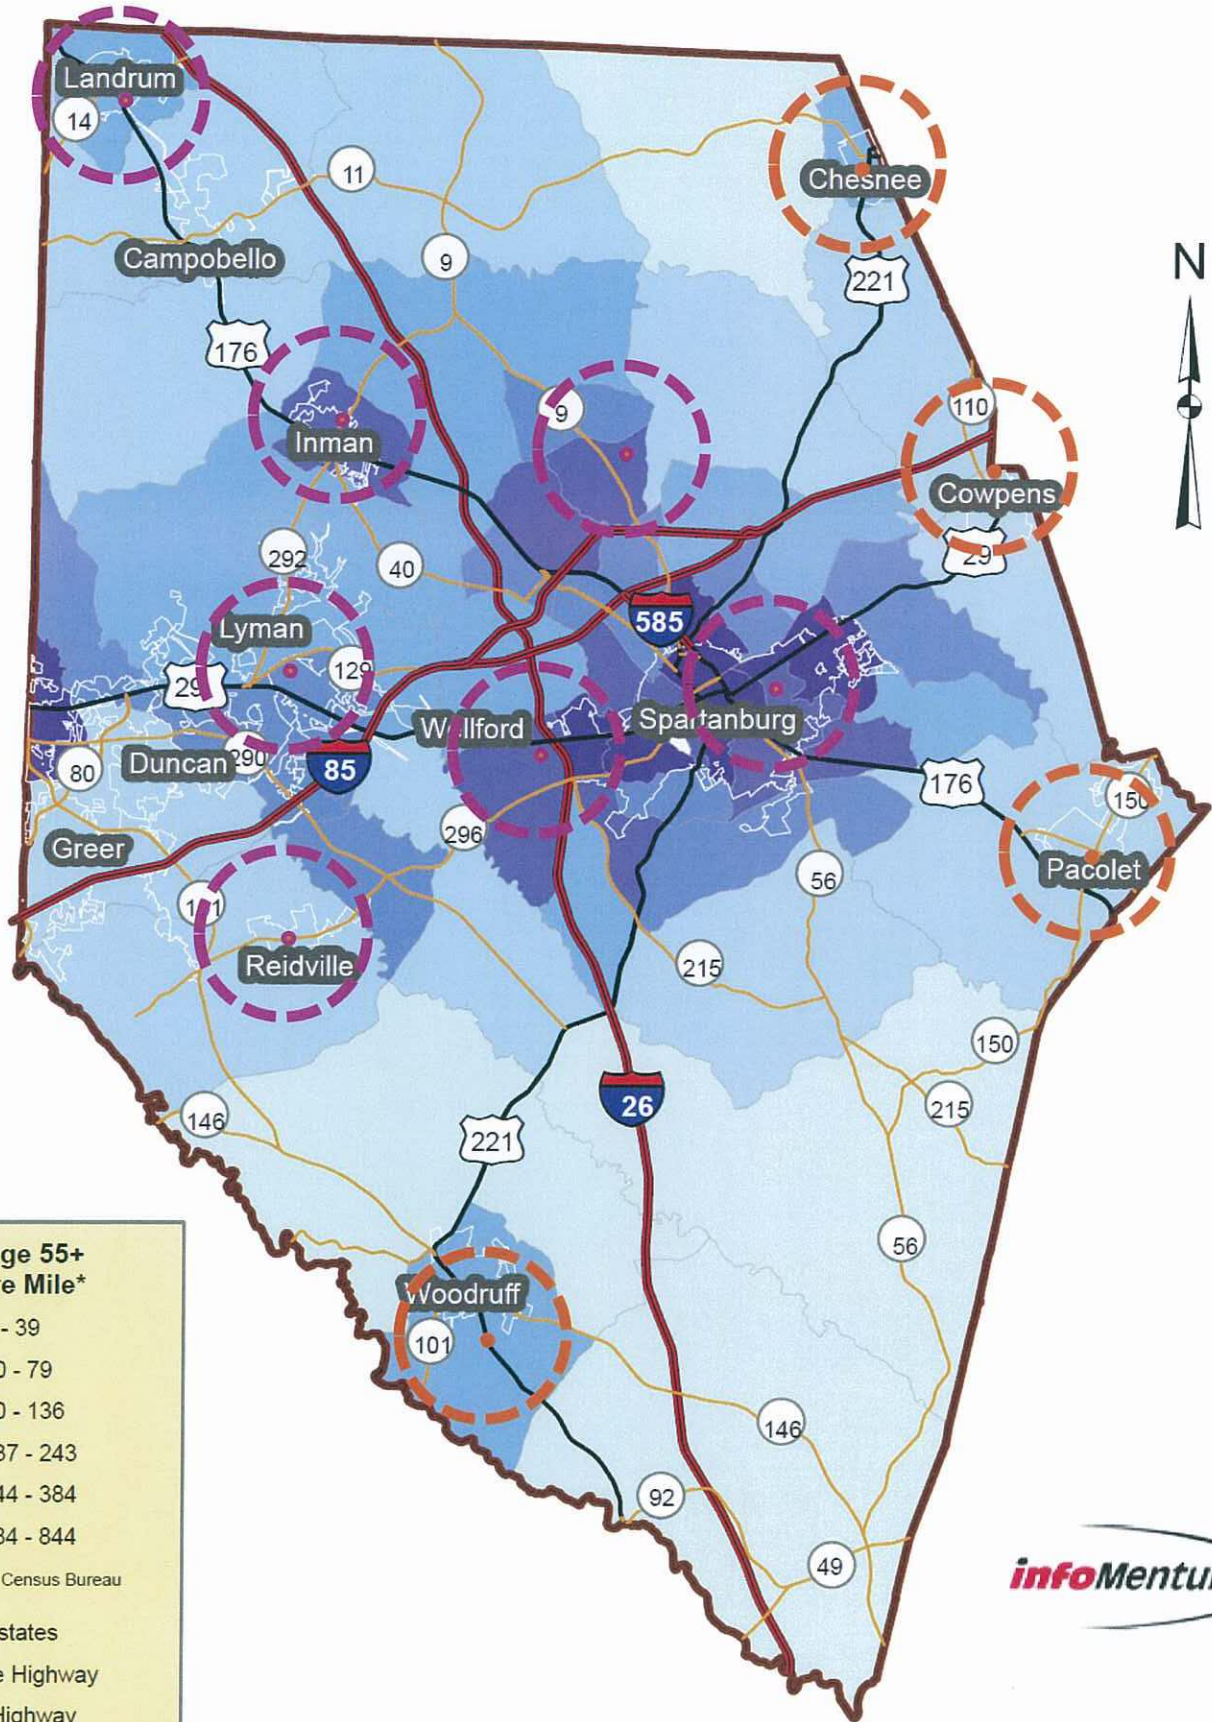 Landrum
14
11
Chesnee
Campobello
9
221
176
N
Inman
9
110
Cowpens
29
292
40
585
Lyman
129
29
Wellford
Spartanburg
80
Duncan
290
85
176
150
Greer
296
56
Pacolet
101
Reidville
215
150
215
146
26
221
56
Woodruff
101
146
92
49
ge 55+
e Mile*
- 39
0 - 79
0 - 136
37 - 243
44 - 384
84 - 844
Census Bureau
states
e Highway
Highway
infoMentu